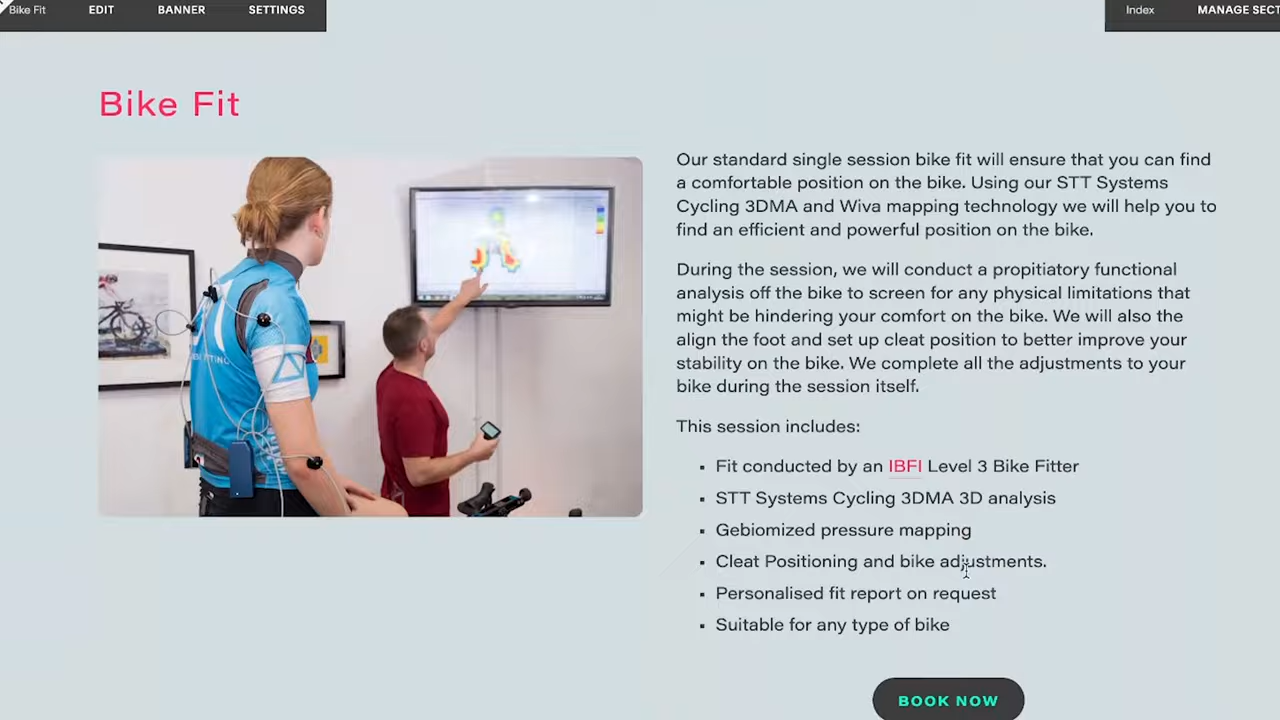 Bike Fit
EDIT
BANNER
SETTINGS
Index
MANAGE SECT
Bike Fit
Our standard single session bike fit will ensure that you can find
a comfortable position on the bike. Using our STT Systems
Cycling 3DMA and Wiva mapping technology we will help you to
find an efficient and powerful position on the bike.
During the session, we will conduct a propitiatory functional
analysis off the bike to screen for any physical limitations that
might be hindering your comfort on the bike. We will also the
align the foot and set up cleat position to better improve your
stability on the bike. We complete all the adjustments to your
bike during the session itself.
This session includes:
Fit conducted by an IBFI Level 3 Bike Fitter
STT Systems Cycling 3DMA 3D analysis
Gebiomized pressure mapping
Cleat Positioning and bike adjustments.
Personalised fit report on request
Suitable for any type of bike
BOOK NOW